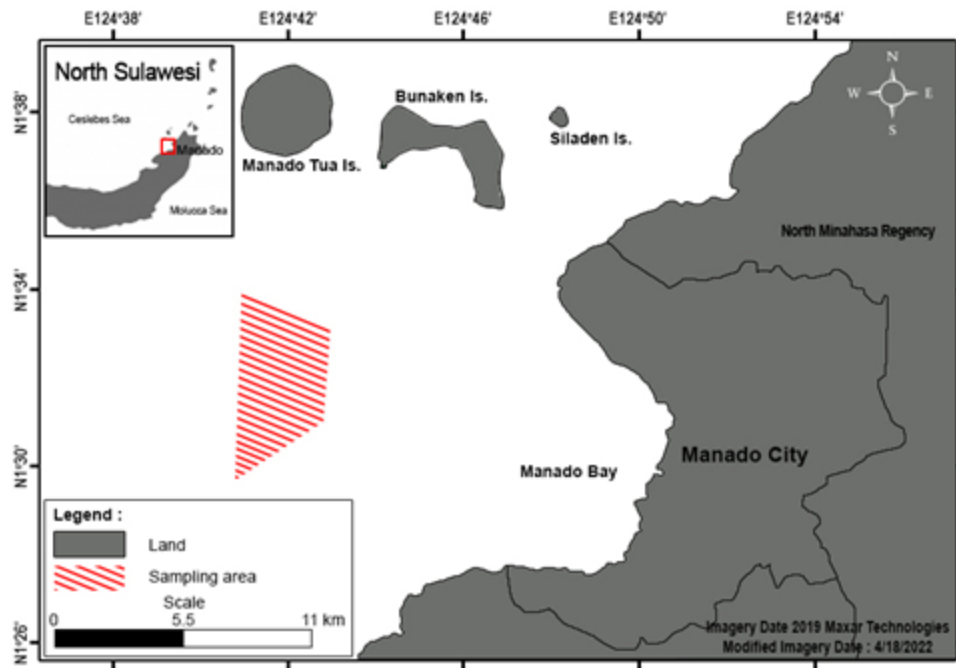 E124°38' E124°42' E124°46' E124°50' E124°54'
North Sulawesi
Ceslebes Sea
Manado
Molucca Sea
N1°38'
N1°34'
N1°30'
N1°26'
Manado Tua Is.
Bunaken Is.
Siladen Is.
N
W E
S
North Minahasa Regency
Manado City
Manado Bay
Legend :
Land
Sampling area
Scale
0 5.5 11 km
Imagery Date 2019 Maxar Technologies
Modified Imagery Date : 4/18/2022